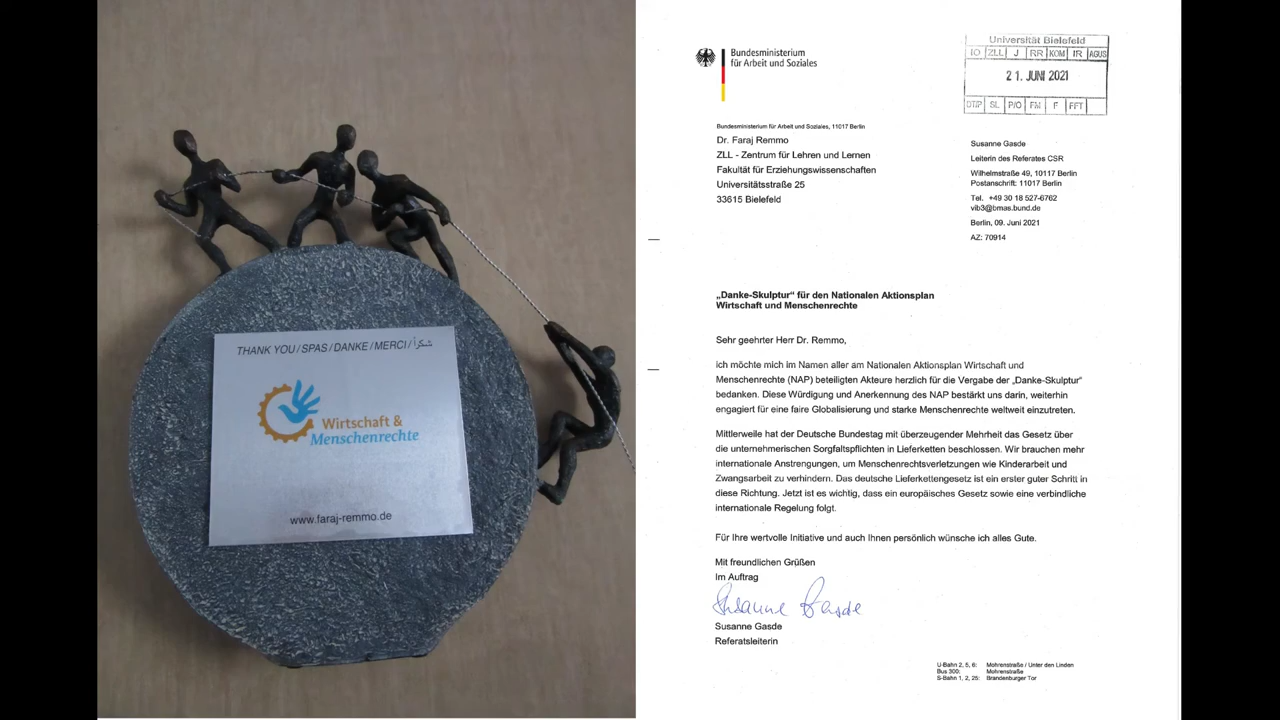 THANK YOU / SPAS / DANKE / MERCI / شكراً
Wirtschaft &
Menschenrechte
www.faraj-remmo.de
Bundesministerium
für Arbeit und Soziales
Universität Bielefeld
IO ZLL J RR KOM IR AGUS
21. JUNI 2021
DT/P SL P/O FM F FFT
Bundesministerium für Arbeit und Soziales, 11017 Berlin
Dr. Faraj Remmo
ZLL - Zentrum für Lehren und Lernen
Fakultät für Erziehungswissenschaften
Universitätsstraße 25
33615 Bielefeld
Susanne Gasde
Leiterin des Referates CSR
Wilhelmstraße 49, 10117 Berlin
Postanschrift: 11017 Berlin
Tel. +49 30 18 527-6762
vib3@bmas.bund.de
Berlin, 09. Juni 2021
AZ: 70914
„Danke-Skulptur“ für den Nationalen Aktionsplan
Wirtschaft und Menschenrechte
Sehr geehrter Herr Dr. Remmo,
ich möchte mich im Namen aller am Nationalen Aktionsplan Wirtschaft und
Menschenrechte (NAP) beteiligten Akteure herzlich für die Vergabe der „Danke-Skulptur“
bedanken. Diese Würdigung und Anerkennung des NAP bestärkt uns darin, weiterhin
engagiert für eine faire Globalisierung und starke Menschenrechte weltweit einzutreten.
Mittlerweile hat der Deutsche Bundestag mit überzeugender Mehrheit das Gesetz über
die unternehmerischen Sorgfaltspflichten in Lieferketten beschlossen. Wir brauchen mehr
internationale Anstrengungen, um Menschenrechtsverletzungen wie Kinderarbeit und
Zwangsarbeit zu verhindern. Das deutsche Lieferkettengesetz ist ein erster guter Schritt in
diese Richtung. Jetzt ist es wichtig, dass ein europäisches Gesetz sowie eine verbindliche
internationale Regelung folgt.
Für Ihre wertvolle Initiative und auch Ihnen persönlich wünsche ich alles Gute.
Mit freundlichen Grüßen
Im Auftrag
Susanne Gasde
Susanne Gasde
Referatsleiterin
U-Bahn 2, 5, 6: Mohrenstraße / Unter den Linden
Bus 300: Mohrenstraße
S-Bahn 1, 2, 25: Brandenburger Tor